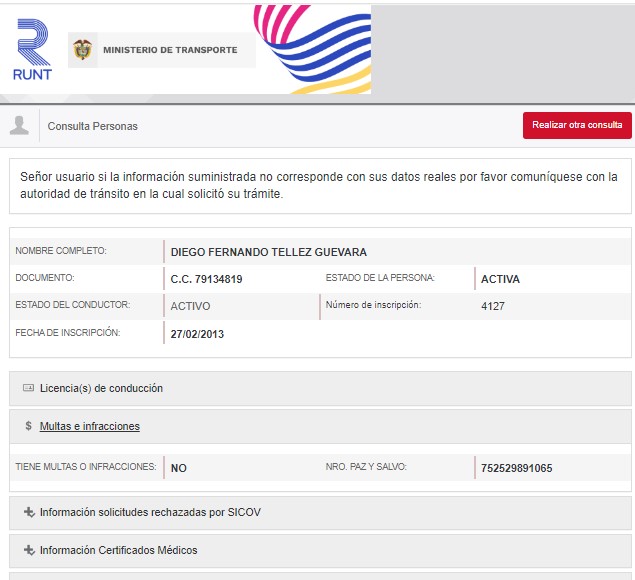 RUNT
MINISTERIO DE TRANSPORTE
Consulta Personas
Realizar otra consulta
Señor usuario si la información suministrada no corresponde con sus datos reales por favor comuníquese con la
autoridad de tránsito en la cual solicitó su trámite.
NOMBRE COMPLETO: DIEGO FERNANDO TELLEZ GUEVARA
DOCUMENTO: C.C. 79134819 ESTADO DE LA PERSONA: ACTIVA
ESTADO DEL CONDUCTOR: ACTIVO Número de inscripción: 4127
FECHA DE INSCRIPCIÓN: 27/02/2013
Licencia(s) de conducción
$ Multas e infracciones
TIENE MULTAS O INFRACCIONES: NO NRO. PAZ Y SALVO: 752529891065
Información solicitudes rechazadas por SICOV
Información Certificados Médicos